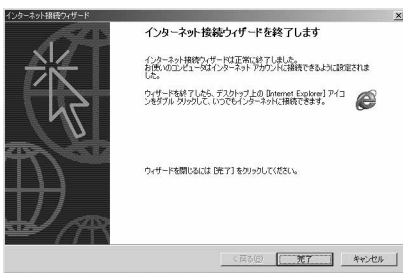 インターネット接続ウィザード
インターネット接続ウィザードを終了します
インターネット接続ウィザードは正常に終了しました。
お使いのコンピュータはインターネット アカウントに接続できるように設定されま
した。
ウィザードを終了したら、デスクトップ上の [Internet Explorer] アイコ
ンをダブル クリックして、いつでもインターネットに接続できます。
ウィザードを閉じるには [完了] をクリックしてください。
< 戻る(B)
完了
キャンセル